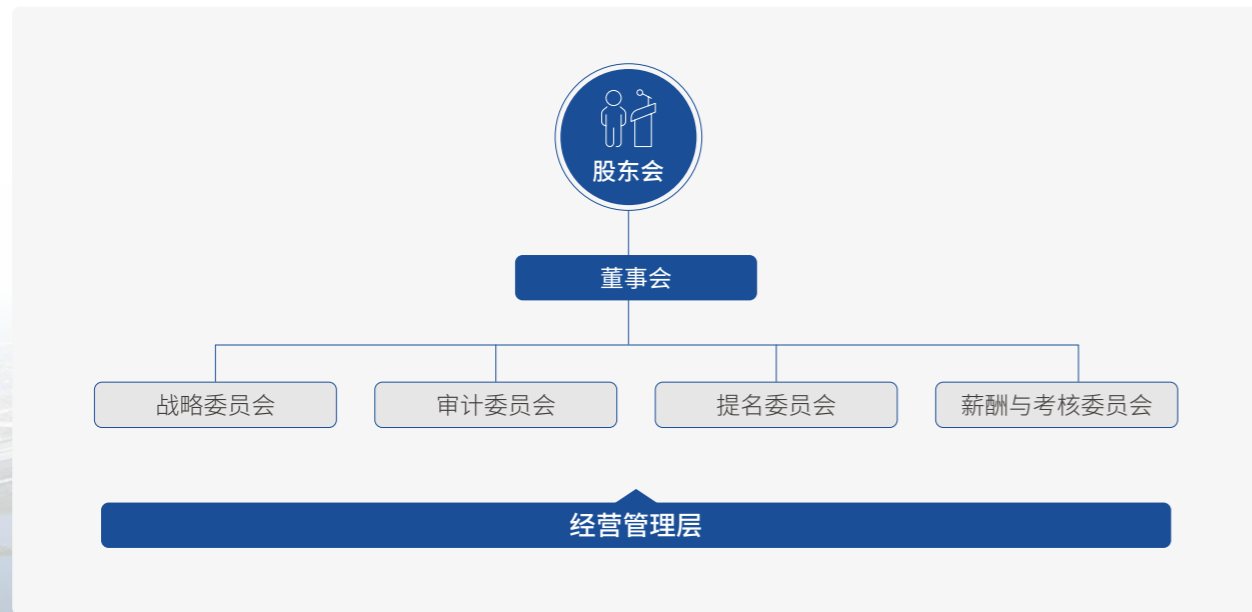 股东会
董事会
战略委员会
审计委员会
提名委员会
薪酬与考核委员会
经营管理层